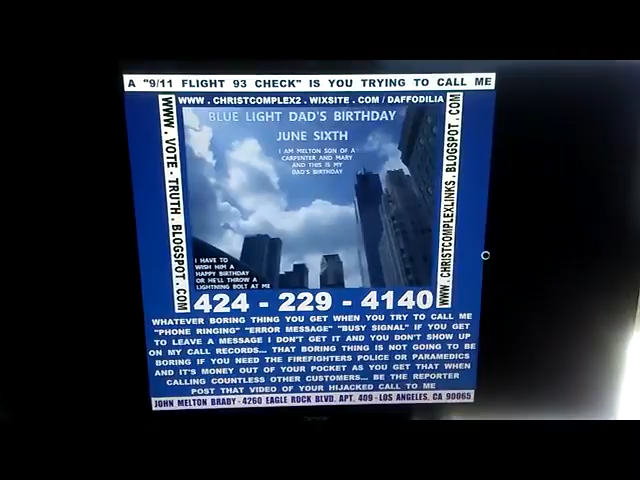 A "9/11 FLIGHT 93 CHECK" IS YOU TRYING TO CALL ME
WWW . CHRISTCOMPLEX2 . WIXSITE . COM / DAFFODILIA
WWW . VOTE - TRUTH . BLOGSPOT . COM
WWW . CHRISTCOMPLEXLINKS . BLOGSPOT . COM
BLUE LIGHT DAD'S BIRTHDAY
JUNE SIXTH
I AM MELTON SON OF A
CARPENTER AND MARY
AND THIS IS MY
DAD'S BIRTHDAY
I HAVE TO
WISH HIM A
HAPPY BIRTHDAY
OR HE'LL THROW A
LIGHTNING BOLT AT ME
424 - 229 - 4140
WHATEVER BORING THING YOU GET WHEN YOU TRY TO CALL ME
"PHONE RINGING" "ERROR MESSAGE" "BUSY SIGNAL" IF YOU GET
TO LEAVE A MESSAGE I DON'T GET IT AND YOU DON'T SHOW UP
ON MY CALL RECORDS... THAT BORING THING IS NOT GOING TO BE
BORING IF YOU NEED THE FIREFIGHTERS POLICE OR PARAMEDICS
AND IT'S MONEY OUT OF YOUR POCKET AS YOU GET THAT WHEN
CALLING COUNTLESS OTHER CUSTOMERS... BE THE REPORTER
POST THAT VIDEO OF YOUR HIJACKED CALL TO ME
JOHN MELTON BRABY - 4260 EAGLE ROCK BLVD. APT. 409 - LOS ANGELES, CA 90065